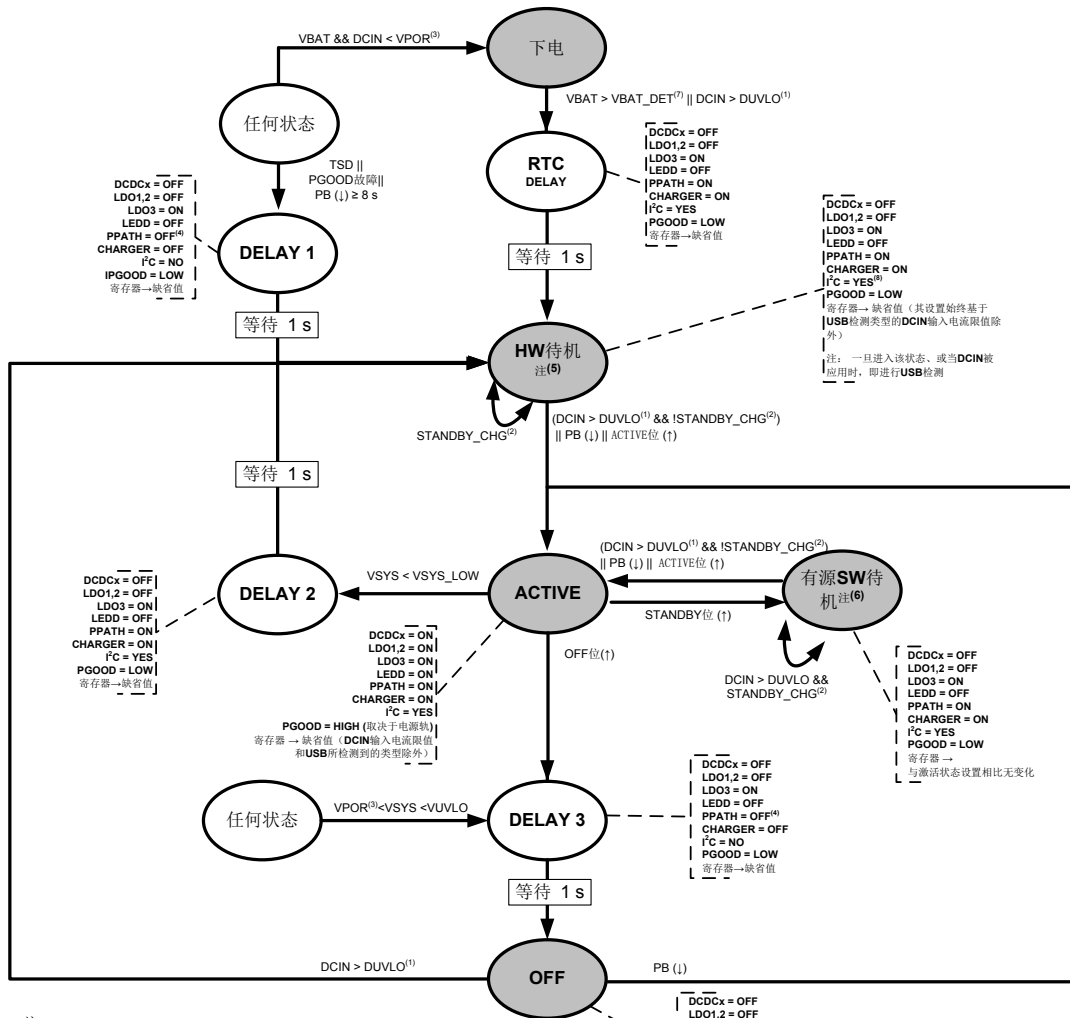 VBAT && DCIN < VPOR(3)
下电
VBAT > VBAT_DET(7) || DCIN > DUVLO(1)
任何状态
TSD ||
PGOOD故障||
PB (↓) ≥ 8 s
RTC
DELAY
DCDCx = OFF
LDO1,2 = OFF
LDO3 = ON
LEDD = OFF
PPATH = ON
CHARGER = ON
I2C = YES
PGOOD = LOW
寄存器→缺省值
DCDCx = OFF
LDO1,2 = OFF
LDO3 = ON
LEDD = OFF
PPATH = OFF(4)
CHARGER = OFF
I2C = NO
IPGOOD = LOW
寄存器→缺省值
DELAY 1
等待 1 s
等待 1 s
DCDCx = OFF
LDO1,2 = OFF
LDO3 = ON
LEDD = OFF
PPATH = ON
CHARGER = ON
I2C = YES(8)
PGOOD = LOW
寄存器→ 缺省值（其设置始终基于
USB检测类型的DCIN输入电流限值除
外）
注： 一旦进入该状态、或当DCIN被
应用时，即进行USB检测
HW待机
注(5)
STANDBY_CHG(2)
(DCIN > DUVLO(1) && !STANDBY_CHG(2))
|| PB (↓) || ACTIVE位 (↑)
等待 1 s
DCDCx = OFF
LDO1,2 = OFF
LDO3 = ON
LEDD = OFF
PPATH = ON
CHARGER = ON
I2C = YES
PGOOD = LOW
寄存器→缺省值
DELAY 2
VSYS < VSYS_LOW
ACTIVE
(DCIN > DUVLO(1) && !STANDBY_CHG(2))
|| PB (↓) || ACTIVE位 (↑)
STANDBY位 (↑)
有源SW待
机注(6)
DCIN > DUVLO &&
STANDBY_CHG(2)
OFF位(↑)
DCDCx = ON
LDO1,2 = ON
LDO3 = ON
LEDD = ON
PPATH = ON
CHARGER = ON
I2C = YES
PGOOD = HIGH (取决于电源轨)
寄存器 → 缺省值（DCIN输入电流限值
和USB所检测到的类型除外）
DCDCx = OFF
LDO1,2 = OFF
LDO3 = ON
LEDD = OFF
PPATH = ON
CHARGER = ON
I2C = YES
PGOOD = LOW
寄存器 →
与激活状态设置相比无变化
任何状态
VPOR(3)<VSYS <VUVLO
DELAY 3
DCDCx = OFF
LDO1,2 = OFF
LDO3 = ON
LEDD = OFF
PPATH = OFF(4)
CHARGER = OFF
I2C = NO
PGOOD = LOW
寄存器→缺省值
等待 1 s
DCIN > DUVLO(1)
OFF
PB (↓)
DCDCx = OFF
LDO1,2 = OFF